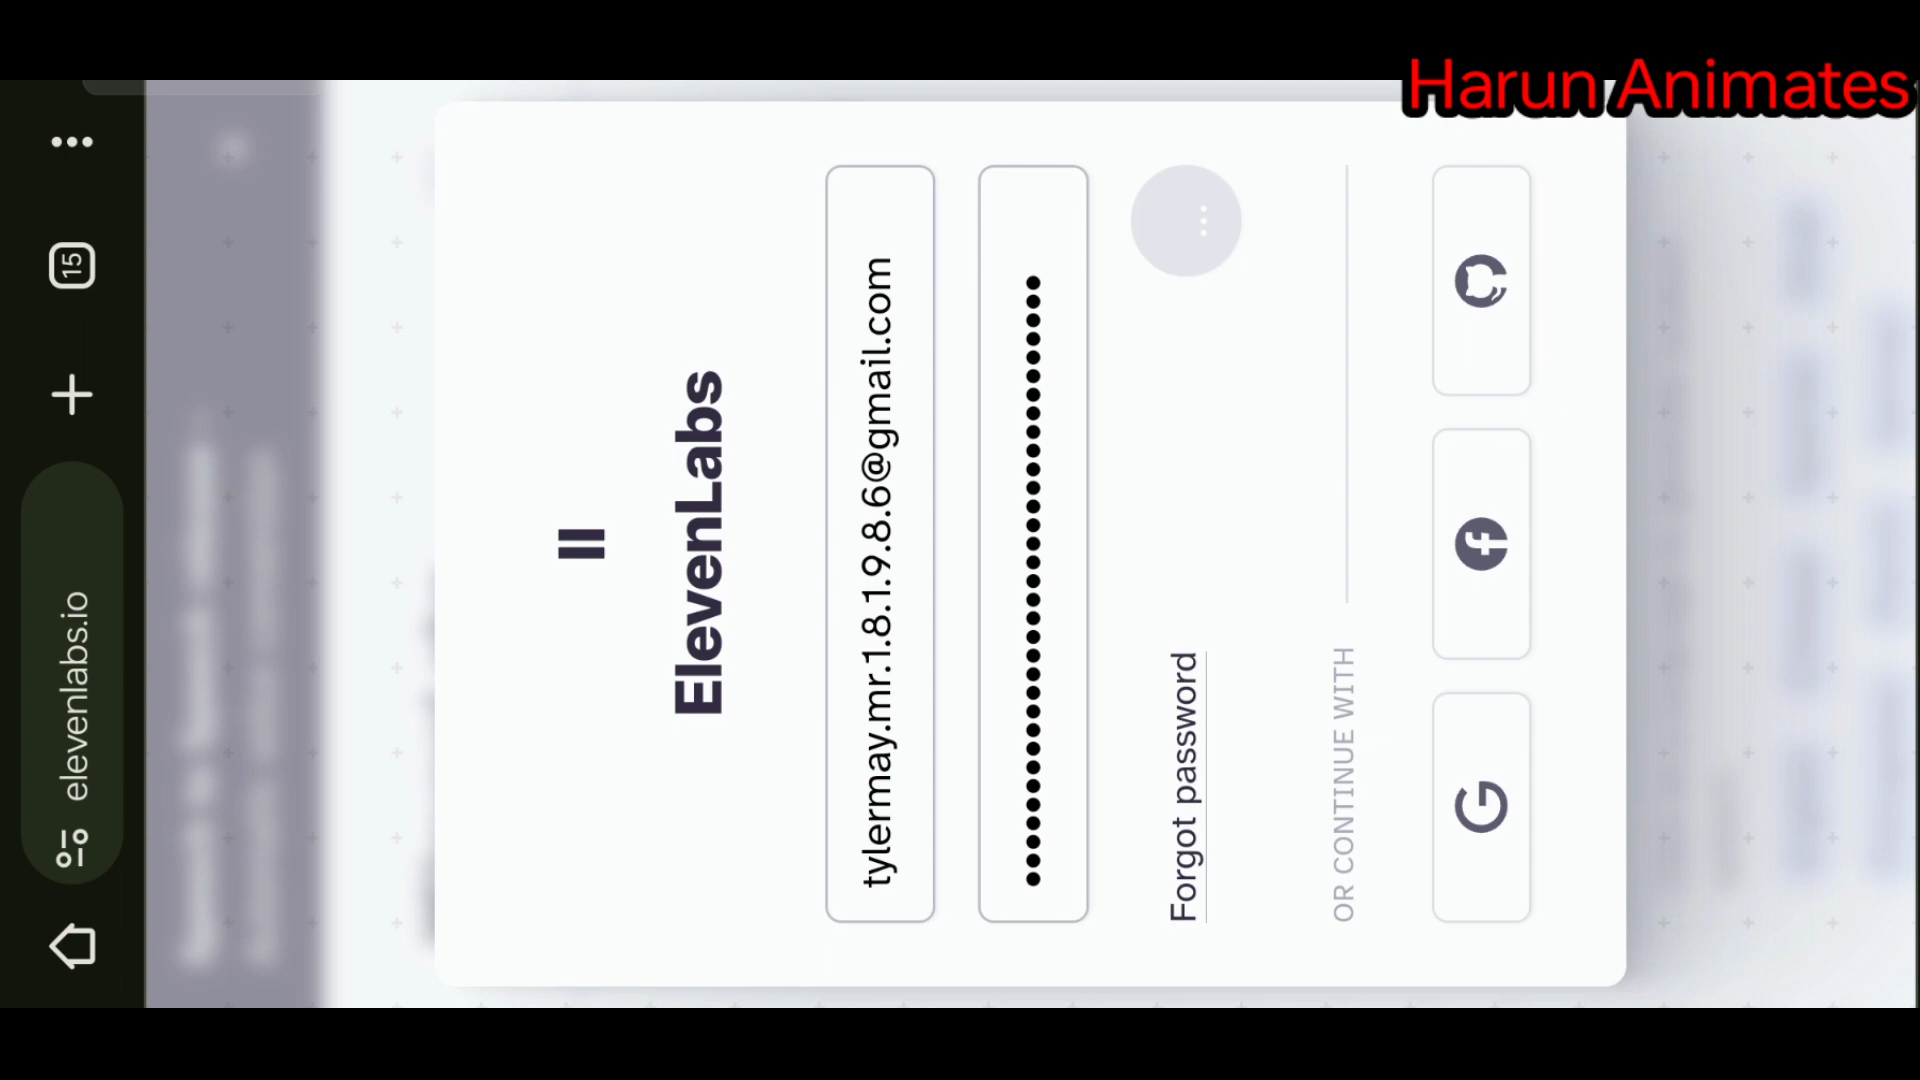 Harun Animates
15
elevenlabs.io
ElevenLabs
tylermay.mr.1.8.1.9.8.6@gmail.com
Forgot password
OR CONTINUE WITH